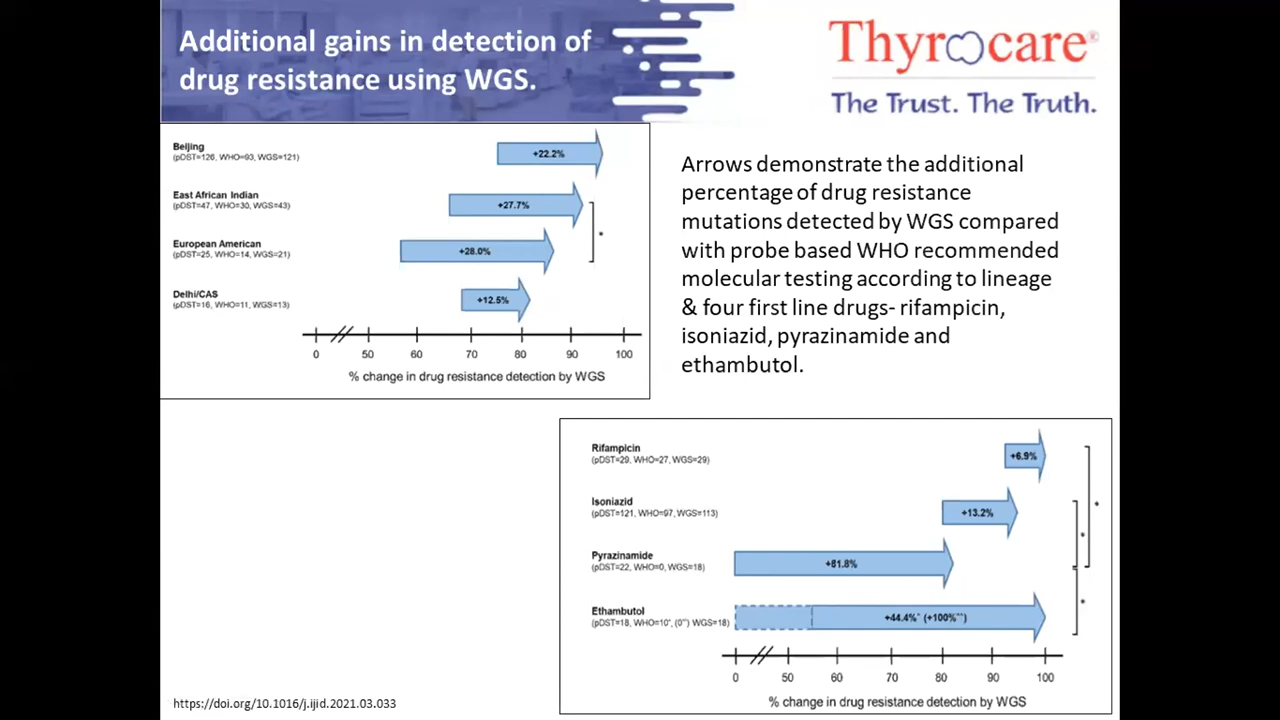 Additional gains in detection of
drug resistance using WGS.
Thyrocare®
The Trust. The Truth.
Beijing
(pDST=126, WHO=93, WGS=121)
+22.2%
East African Indian
(pDST=47, WHO=30, WGS=43)
+27.7%
*
European American
(pDST=25, WHO=14, WGS=21)
+28.0%
Delhi/CAS
(pDST=16, WHO=11, WGS=13)
+12.5%
0 50 60 70 80 90 100
% change in drug resistance detection by WGS
Arrows demonstrate the additional
percentage of drug resistance
mutations detected by WGS compared
with probe based WHO recommended
molecular testing according to lineage
& four first line drugs- rifampicin,
isoniazid, pyrazinamide and
ethambutol.
Rifampicin
(pDST=29, WHO=27, WGS=29)
+6.9%
*
Isoniazid
(pDST=121, WHO=97, WGS=113)
+13.2%
*
Pyrazinamide
(pDST=22, WHO=0, WGS=18)
+81.8%
*
Ethambutol
(pDST=18, WHO=10*, (0**) WGS=18)
+44.4%* (+100%**)
0 50 60 70 80 90 100
% change in drug resistance detection by WGS
https://doi.org/10.1016/j.ijid.2021.03.033